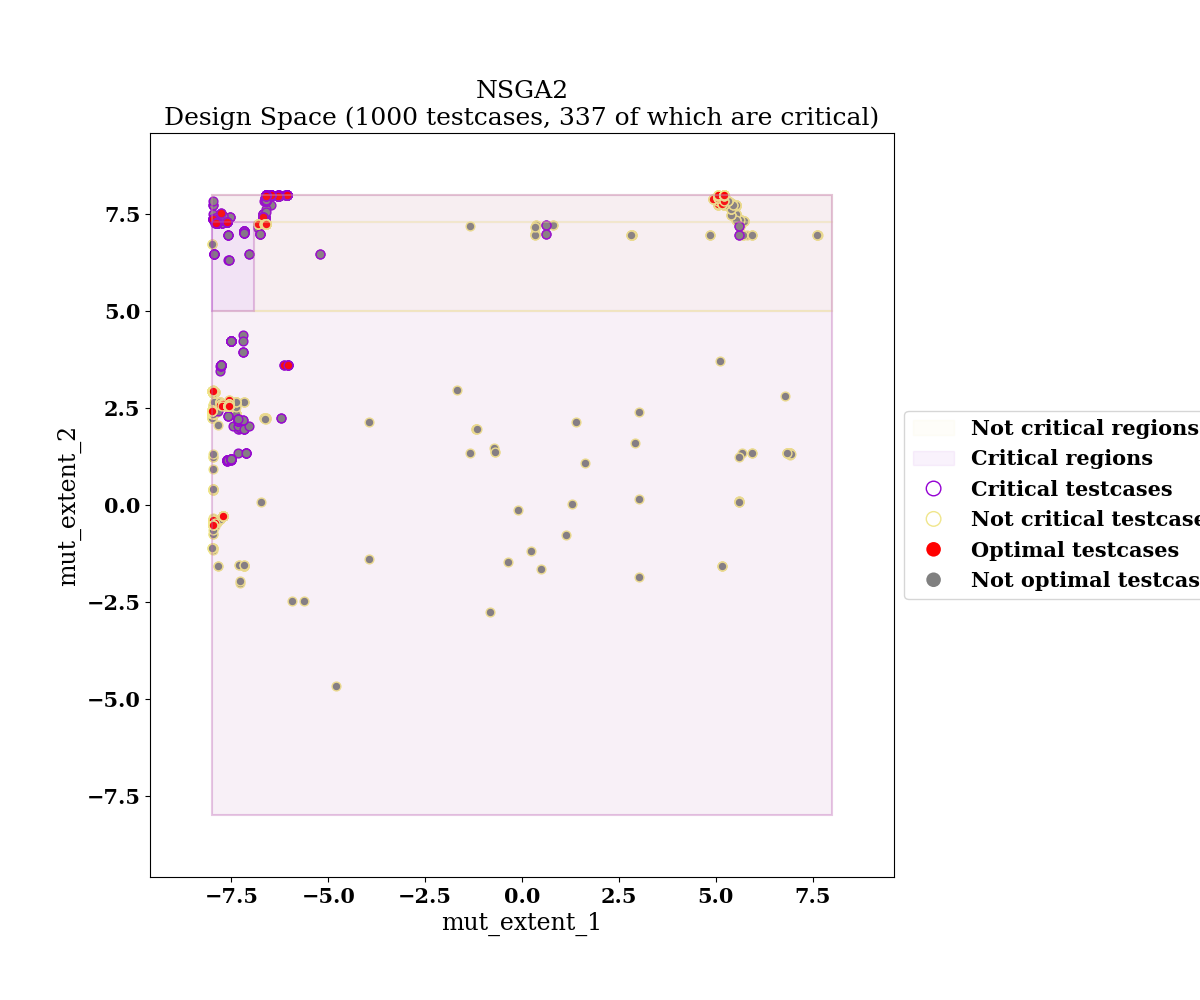 NSGA2
Design Space (1000 testcases, 337 of which are critical)
7.5
5.0
2.5
0.0
−2.5
−5.0
−7.5
mut_extent_2
−7.5
−5.0
−2.5
0.0
2.5
5.0
7.5
mut_extent_1
Not critical regions
Critical regions
Critical testcases
Not critical testcase
Optimal testcases
Not optimal testcas